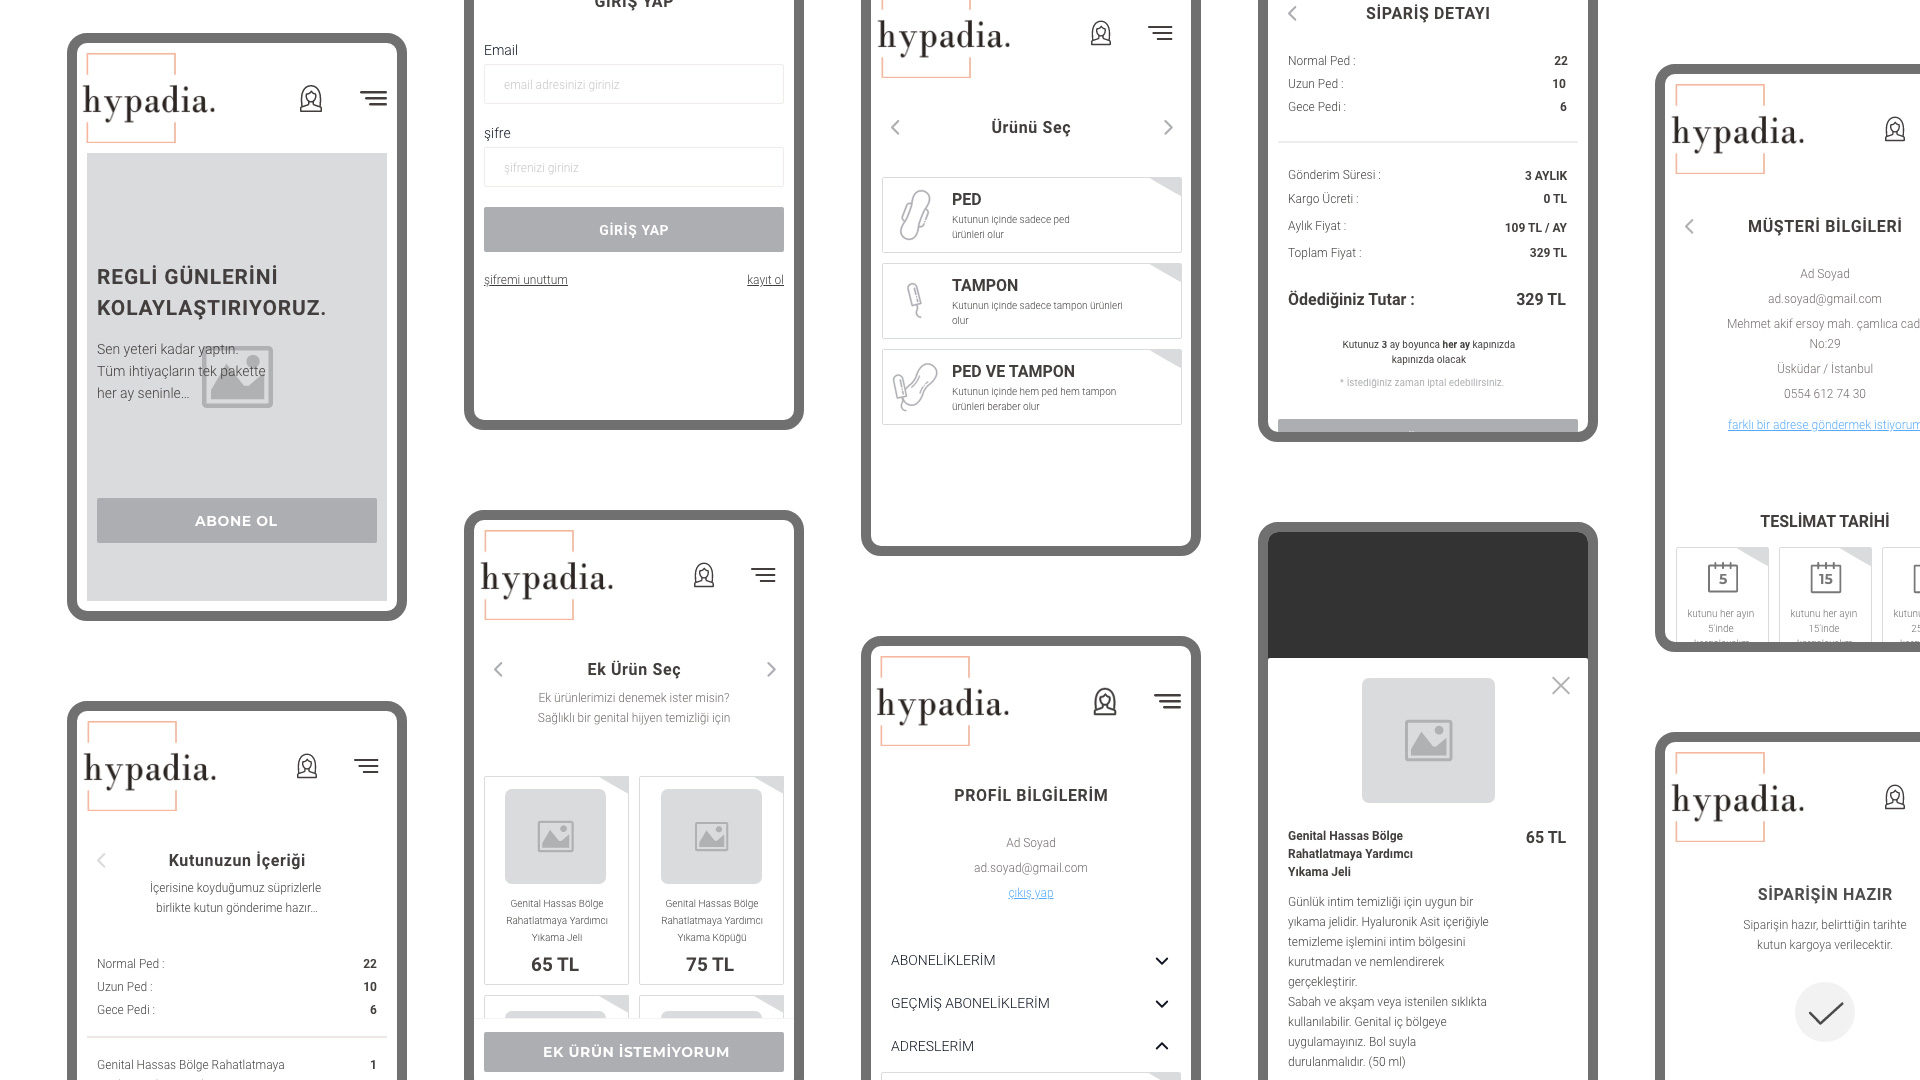 hypadia.
REGLİ GÜNLERİNİ
KOLAYLAŞTIRIYORUZ.
Sen yeteri kadar yaptın.
Tüm ihtiyaçların tek pakette
her ay seninle...
ABONE OL
hypadia.
Kutunuzun İçeriği
İçerisine koyduğumuz süprizlerle
birlikte kutun gönderime hazır...
Normal Ped : 22
Uzun Ped : 10
Gece Pedi : 6
Genital Hassas Bölge Rahatlatmaya 1
GİRİŞ YAP
Email
email adresinizi giriniz
şifre
şifrenizi giriniz
GİRİŞ YAP
şifremi unuttum kayıt ol
hypadia.
Ek Ürün Seç
Ek ürünlerimizi denemek ister misin?
Sağlıklı bir genital hijyen temizliği için
Genital Hassas Bölge
Rahatlatmaya Yardımcı
Yıkama Jeli
65 TL
Genital Hassas Bölge
Rahatlatmaya Yardımcı
Yıkama Köpüğü
75 TL
EK ÜRÜN İSTEMİYORUM
hypadia.
Ürünü Seç
PED
Kutunun içinde sadece ped
ürünleri olur
TAMPON
Kutunun içinde sadece tampon ürünleri
olur
PED VE TAMPON
Kutunun içinde hem ped hem tampon
ürünleri beraber olur
hypadia.
PROFİL BİLGİLERİM
Ad Soyad
ad.soyad@gmail.com
çıkış yap
ABONELİKLERİM
GEÇMİŞ ABONELİKLERİM
ADRESLERİM
SİPARİŞ DETAYI
Normal Ped : 22
Uzun Ped : 10
Gece Pedi : 6
Gönderim Süresi : 3 AYLIK
Kargo Ücreti : 0 TL
Aylık Fiyat : 109 TL / AY
Toplam Fiyat : 329 TL
Ödediğiniz Tutar : 329 TL
Kutunuz 3 ay boyunca her ay kapınızda
kapınızda olacak
* İstediğiniz zaman iptal edebilirsiniz.
Genital Hassas Bölge
Rahatlatmaya Yardımcı
Yıkama Jeli
65 TL
Günlük intim temizliği için uygun bir
yıkama jelidir. Hyaluronik Asit içeriğiyle
temizleme işlemini intim bölgesini
kurutmadan ve nemlendirerek
gerçekleştirir.
Sabah ve akşam veya istenilen sıklıkta
kullanılabilir. Genital iç bölgeye
uygulamayınız. Bol suyla
durulanmalıdır. (50 ml)
hypadia.
MÜŞTERİ BİLGİLERİ
Ad Soyad
ad.soyad@gmail.com
Mehmet akif ersoy mah. çamlıca cad
No:29
Üsküdar / İstanbul
0554 612 74 30
farklı bir adrese göndermek istiyorum
TESLİMAT TARİHİ
5
kutunu her ayın
5'inde
15
kutunu her ayın
15'inde
hypadia.
SİPARİŞİN HAZIR
Siparişin hazır, belirttiğin tarihte
kutun kargoya verilecektir.